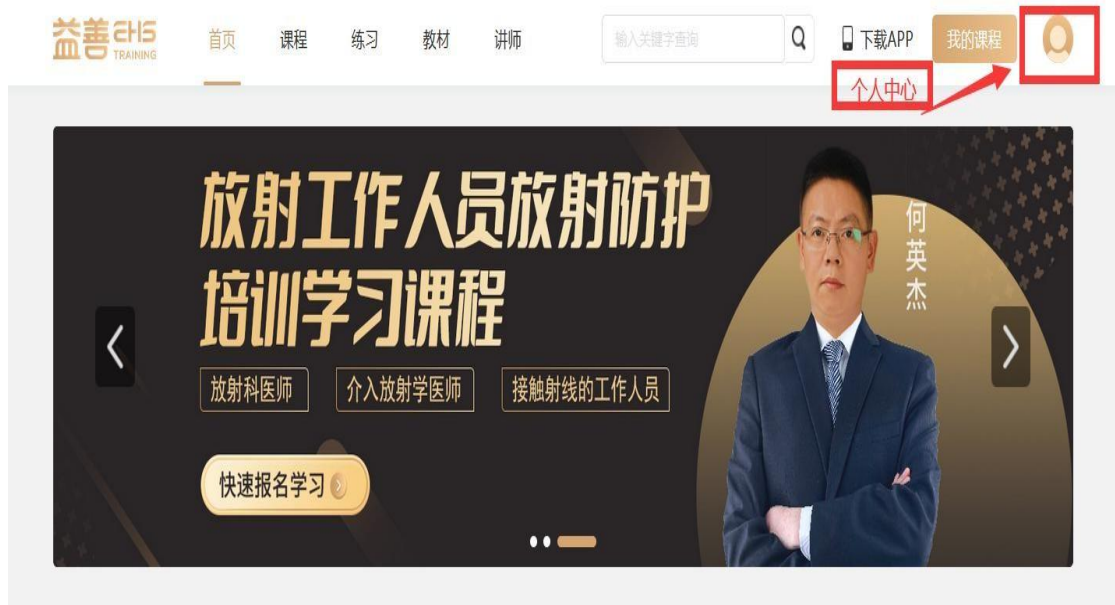 益善 EHS
TRAINING
首页 课程 练习 教材 讲师 输入关键字查询 下载APP 我的课程
个人中心
放射工作人员放射防护
培训学习课程
何英杰
放射科医师 介入放射学医师 接触射线的工作人员
快速报名学习